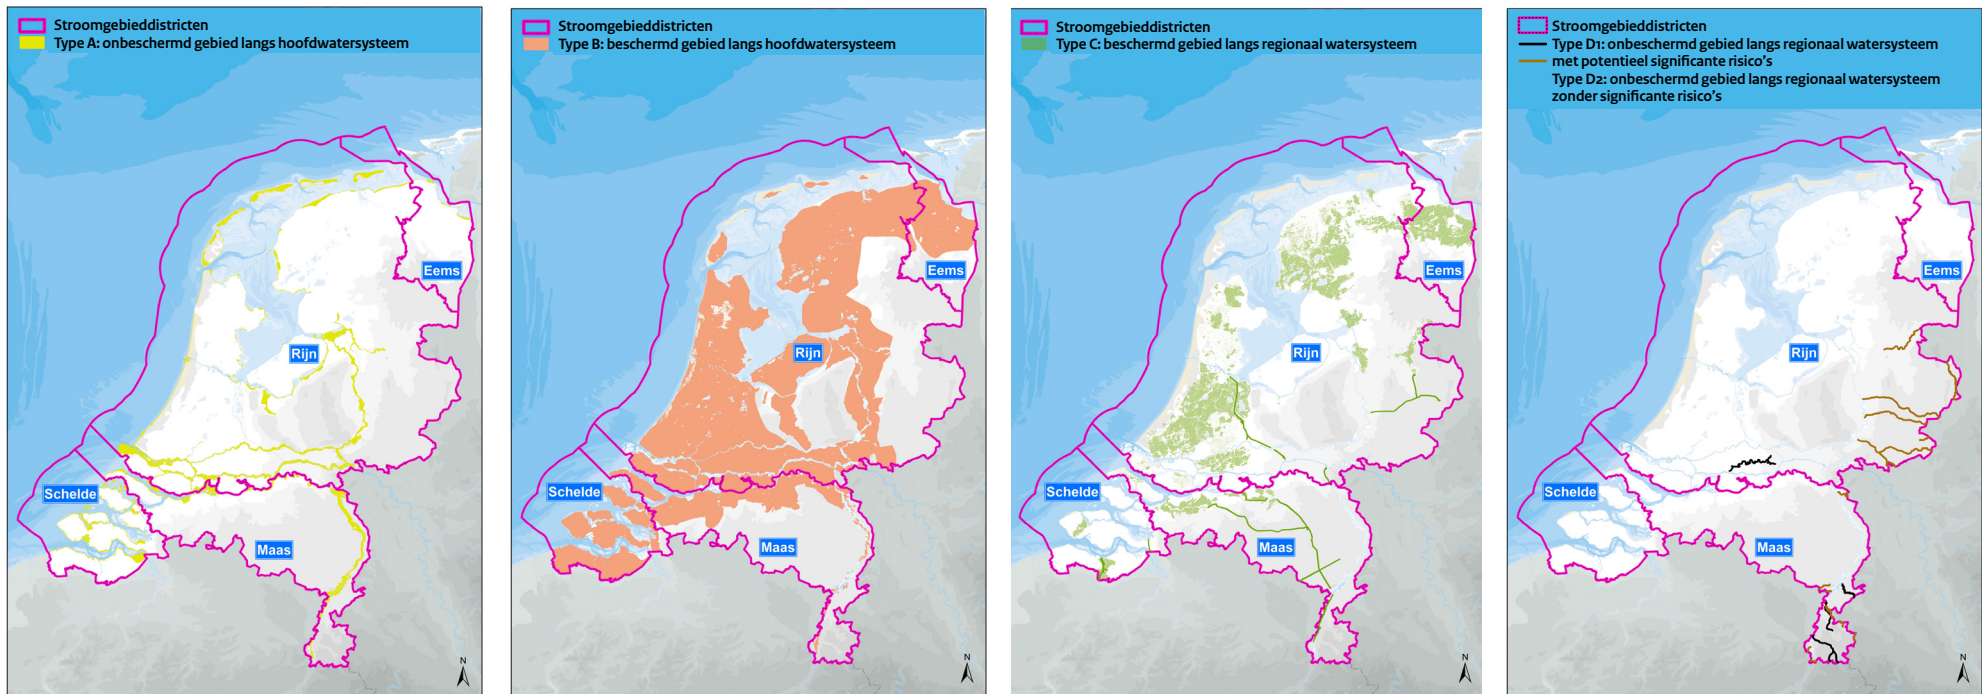 Stroomgebieddistricten
Type A: onbeschermd gebied langs hoofdwatersysteem
Eems
Rijn
Schelde
Maas
N
Stroomgebieddistricten
Type B: beschermd gebied langs hoofdwatersysteem
Eems
Rijn
Schelde
Maas
N
Stroomgebieddistricten
Type C: beschermd gebied langs regionaal watersysteem
Eems
Rijn
Schelde
Maas
N
Stroomgebieddistricten
Type D1: onbeschermd gebied langs regionaal watersysteem
met potentieel significante risico's
Type D2: onbeschermd gebied langs regionaal watersysteem
zonder significante risico's
Eems
Rijn
Schelde
Maas
N